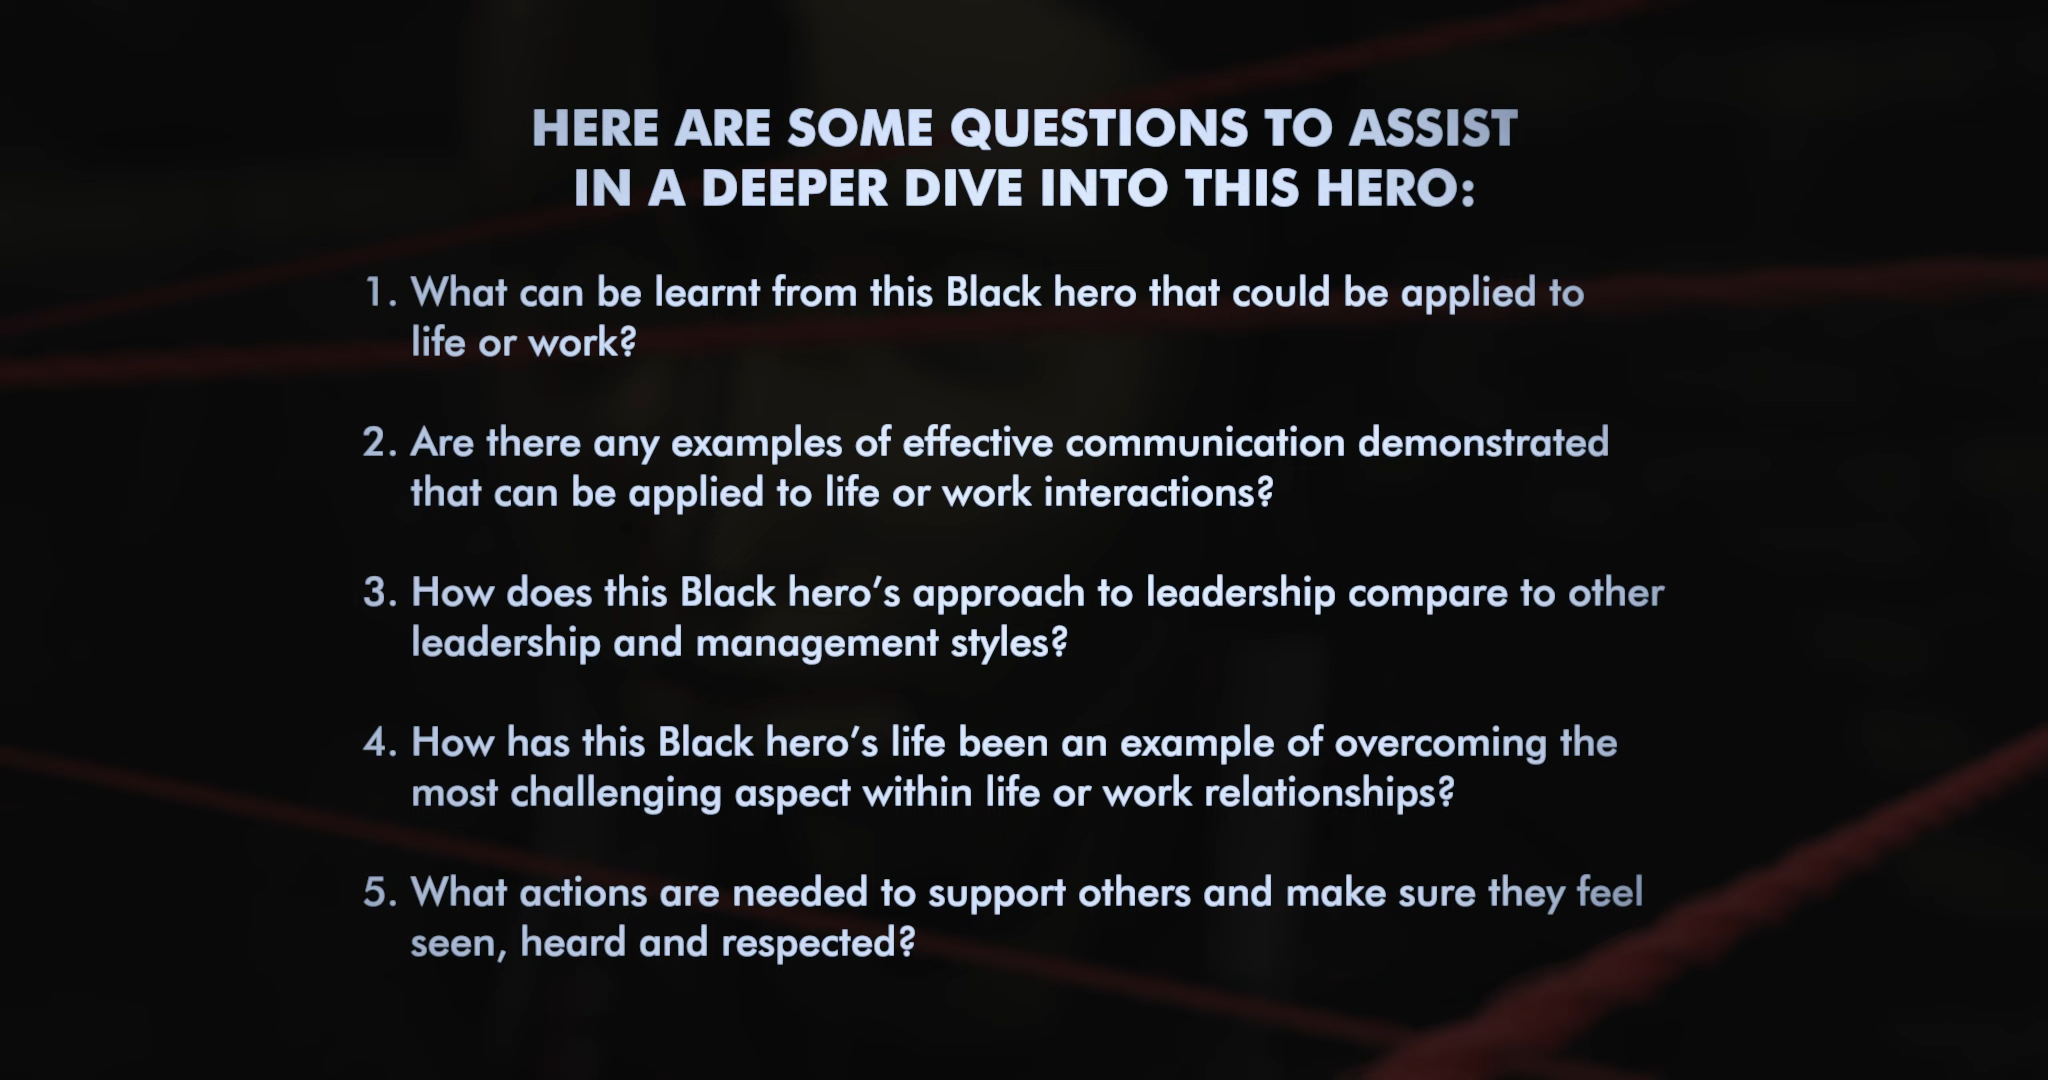 HERE ARE SOME QUESTIONS TO ASSIST
IN A DEEPER DIVE INTO THIS HERO:
1. What can be learnt from this Black hero that could be applied to
life or work?
2. Are there any examples of effective communication demonstrated
that can be applied to life or work interactions?
3. How does this Black hero’s approach to leadership compare to other
leadership and management styles?
4. How has this Black hero’s life been an example of overcoming the
most challenging aspect within life or work relationships?
5. What actions are needed to support others and make sure they feel
seen, heard and respected?